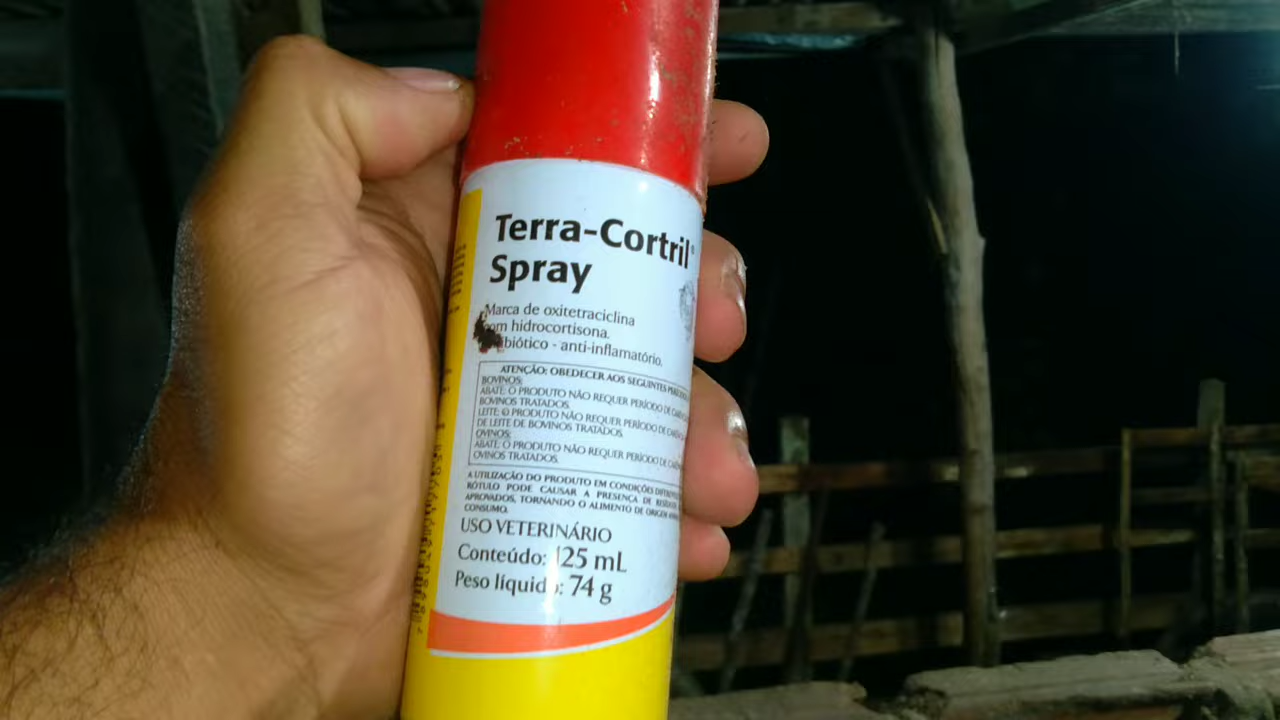 Terra-Cortril®
Spray
Marca de oxitetraciclina
com hidrocortisona.
biótico - anti-inflamatório.
ATENÇÃO: OBEDECER AOS SEGUINTES
BOVINOS:
ABATE: O PRODUTO NÃO REQUER PERÍODO DE
BOVINOS TRATADOS.
LEITE: O PRODUTO NÃO REQUER PERÍODO DE
DE LEITE DE BOVINOS TRATADOS.
OVINOS:
ABATE: O PRODUTO NÃO REQUER PERÍODO DE
OVINOS TRATADOS.
A UTILIZAÇÃO DO PRODUTO EM CONDIÇÕES
RÓTULO PODE CAUSAR A PRESENÇA DE
APROVADOS, TORNANDO O ALIMENTO DE ORIGEM
CONSUMO.
USO VETERINÁRIO
Conteúdo: 125 mL
Peso líquido: 74 g